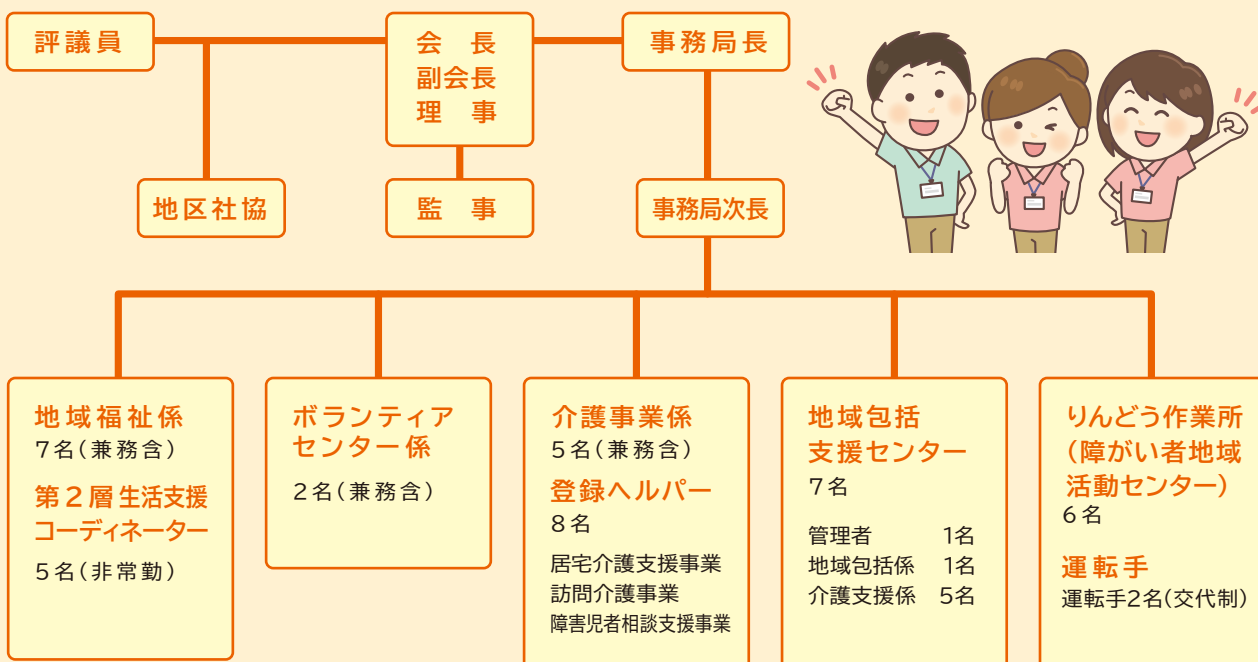 評議員
会 長
副会長
理 事
事務局長
地区社協
監 事
事務局次長
地域福祉係
7名(兼務含)
第2層生活支援
コーディネーター
5名(非常勤)
ボランティア
センター係
2名(兼務含)
介護事業係
5名(兼務含)
登録ヘルパー
8名
居宅介護支援事業
訪問介護事業
障害児者相談支援事業
地域包括
支援センター
7名
管理者 1名
地域包括係 1名
介護支援係 5名
りんどう作業所
(障がい者地域
活動センター)
6名
運転手
運転手2名(交代制)